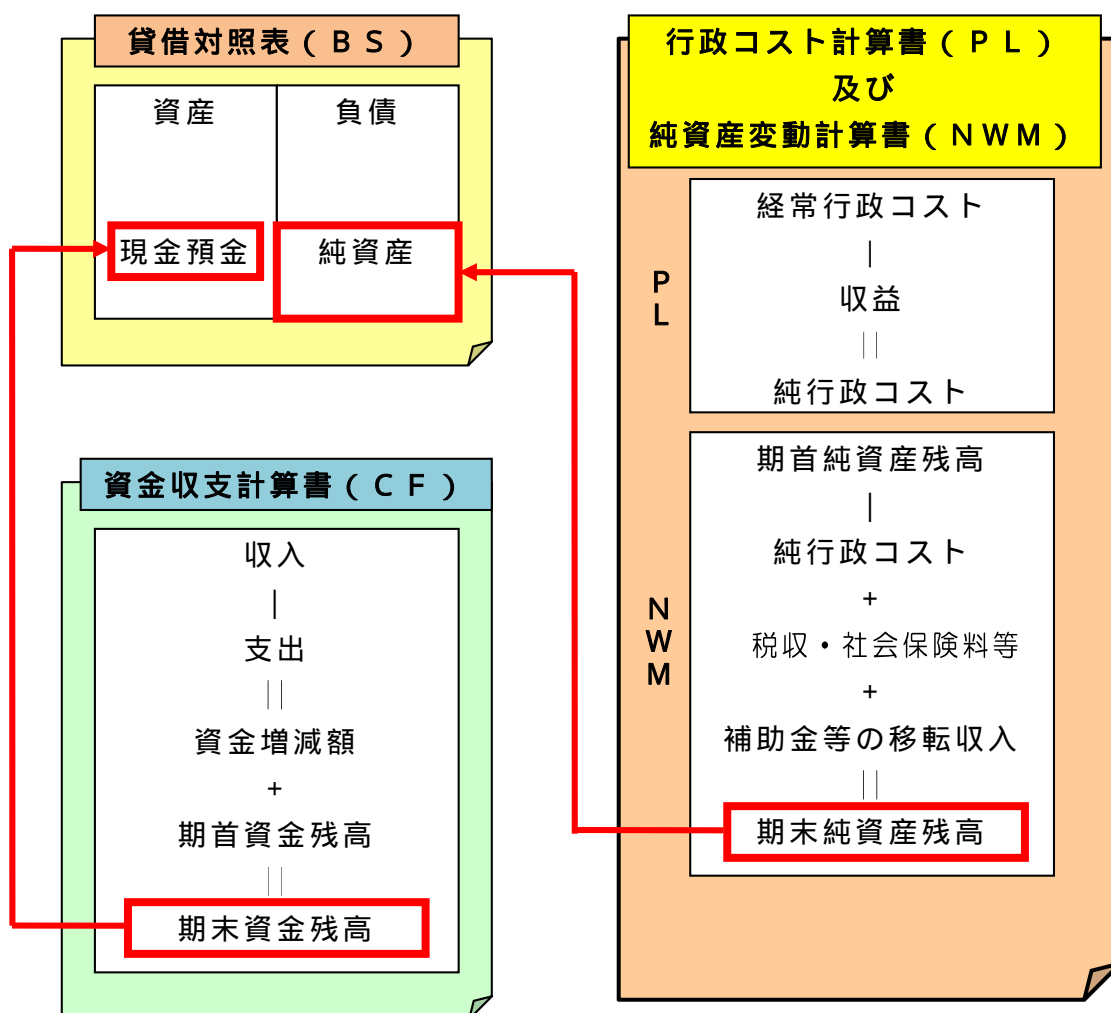 貸借対照表（ＢＳ）
資産
負債
現金預金
純資産
資金収支計算書（ＣＦ）
収入
｜
支出
||
資金増減額
+
期首資金残高
||
期末資金残高
行政コスト計算書（ＰＬ）
及び
純資産変動計算書（ＮＷＭ）
ＰＬ
経常行政コスト
｜
収益
||
純行政コスト
ＮＷＭ
期首純資産残高
｜
純行政コスト
+
税収・社会保険料等
+
補助金等の移転収入
||
期末純資産残高